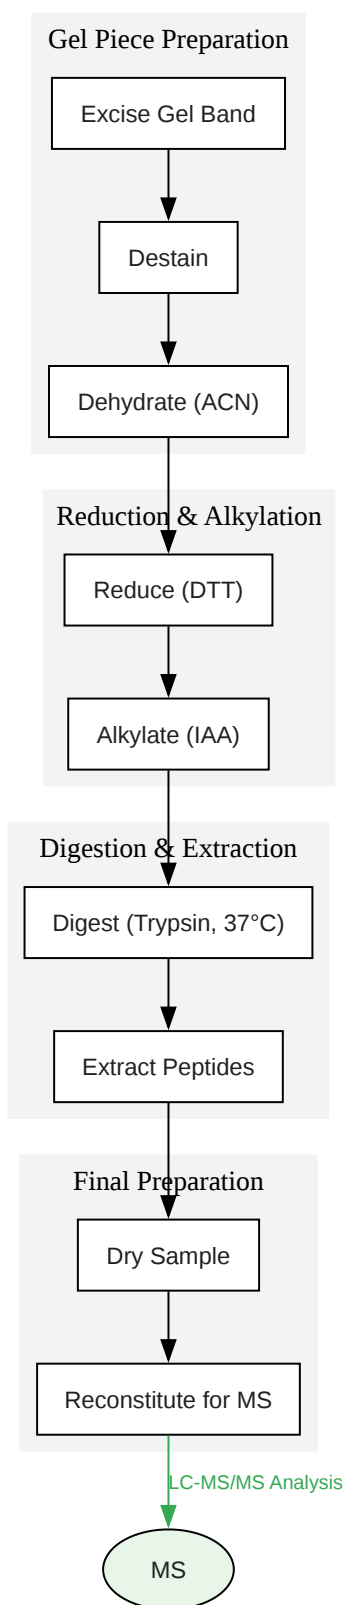 Gel Piece Preparation
Excise Gel Band
Destain
Dehydrate (ACN)
Reduction & Alkylation
Reduce (DTT)
Alkylate (IAA)
Digestion & Extraction
Digest (Trypsin, 37°C)
Extract Peptides
Final Preparation
Dry Sample
Reconstitute for MS
LC-MS/MS Analysis
MS